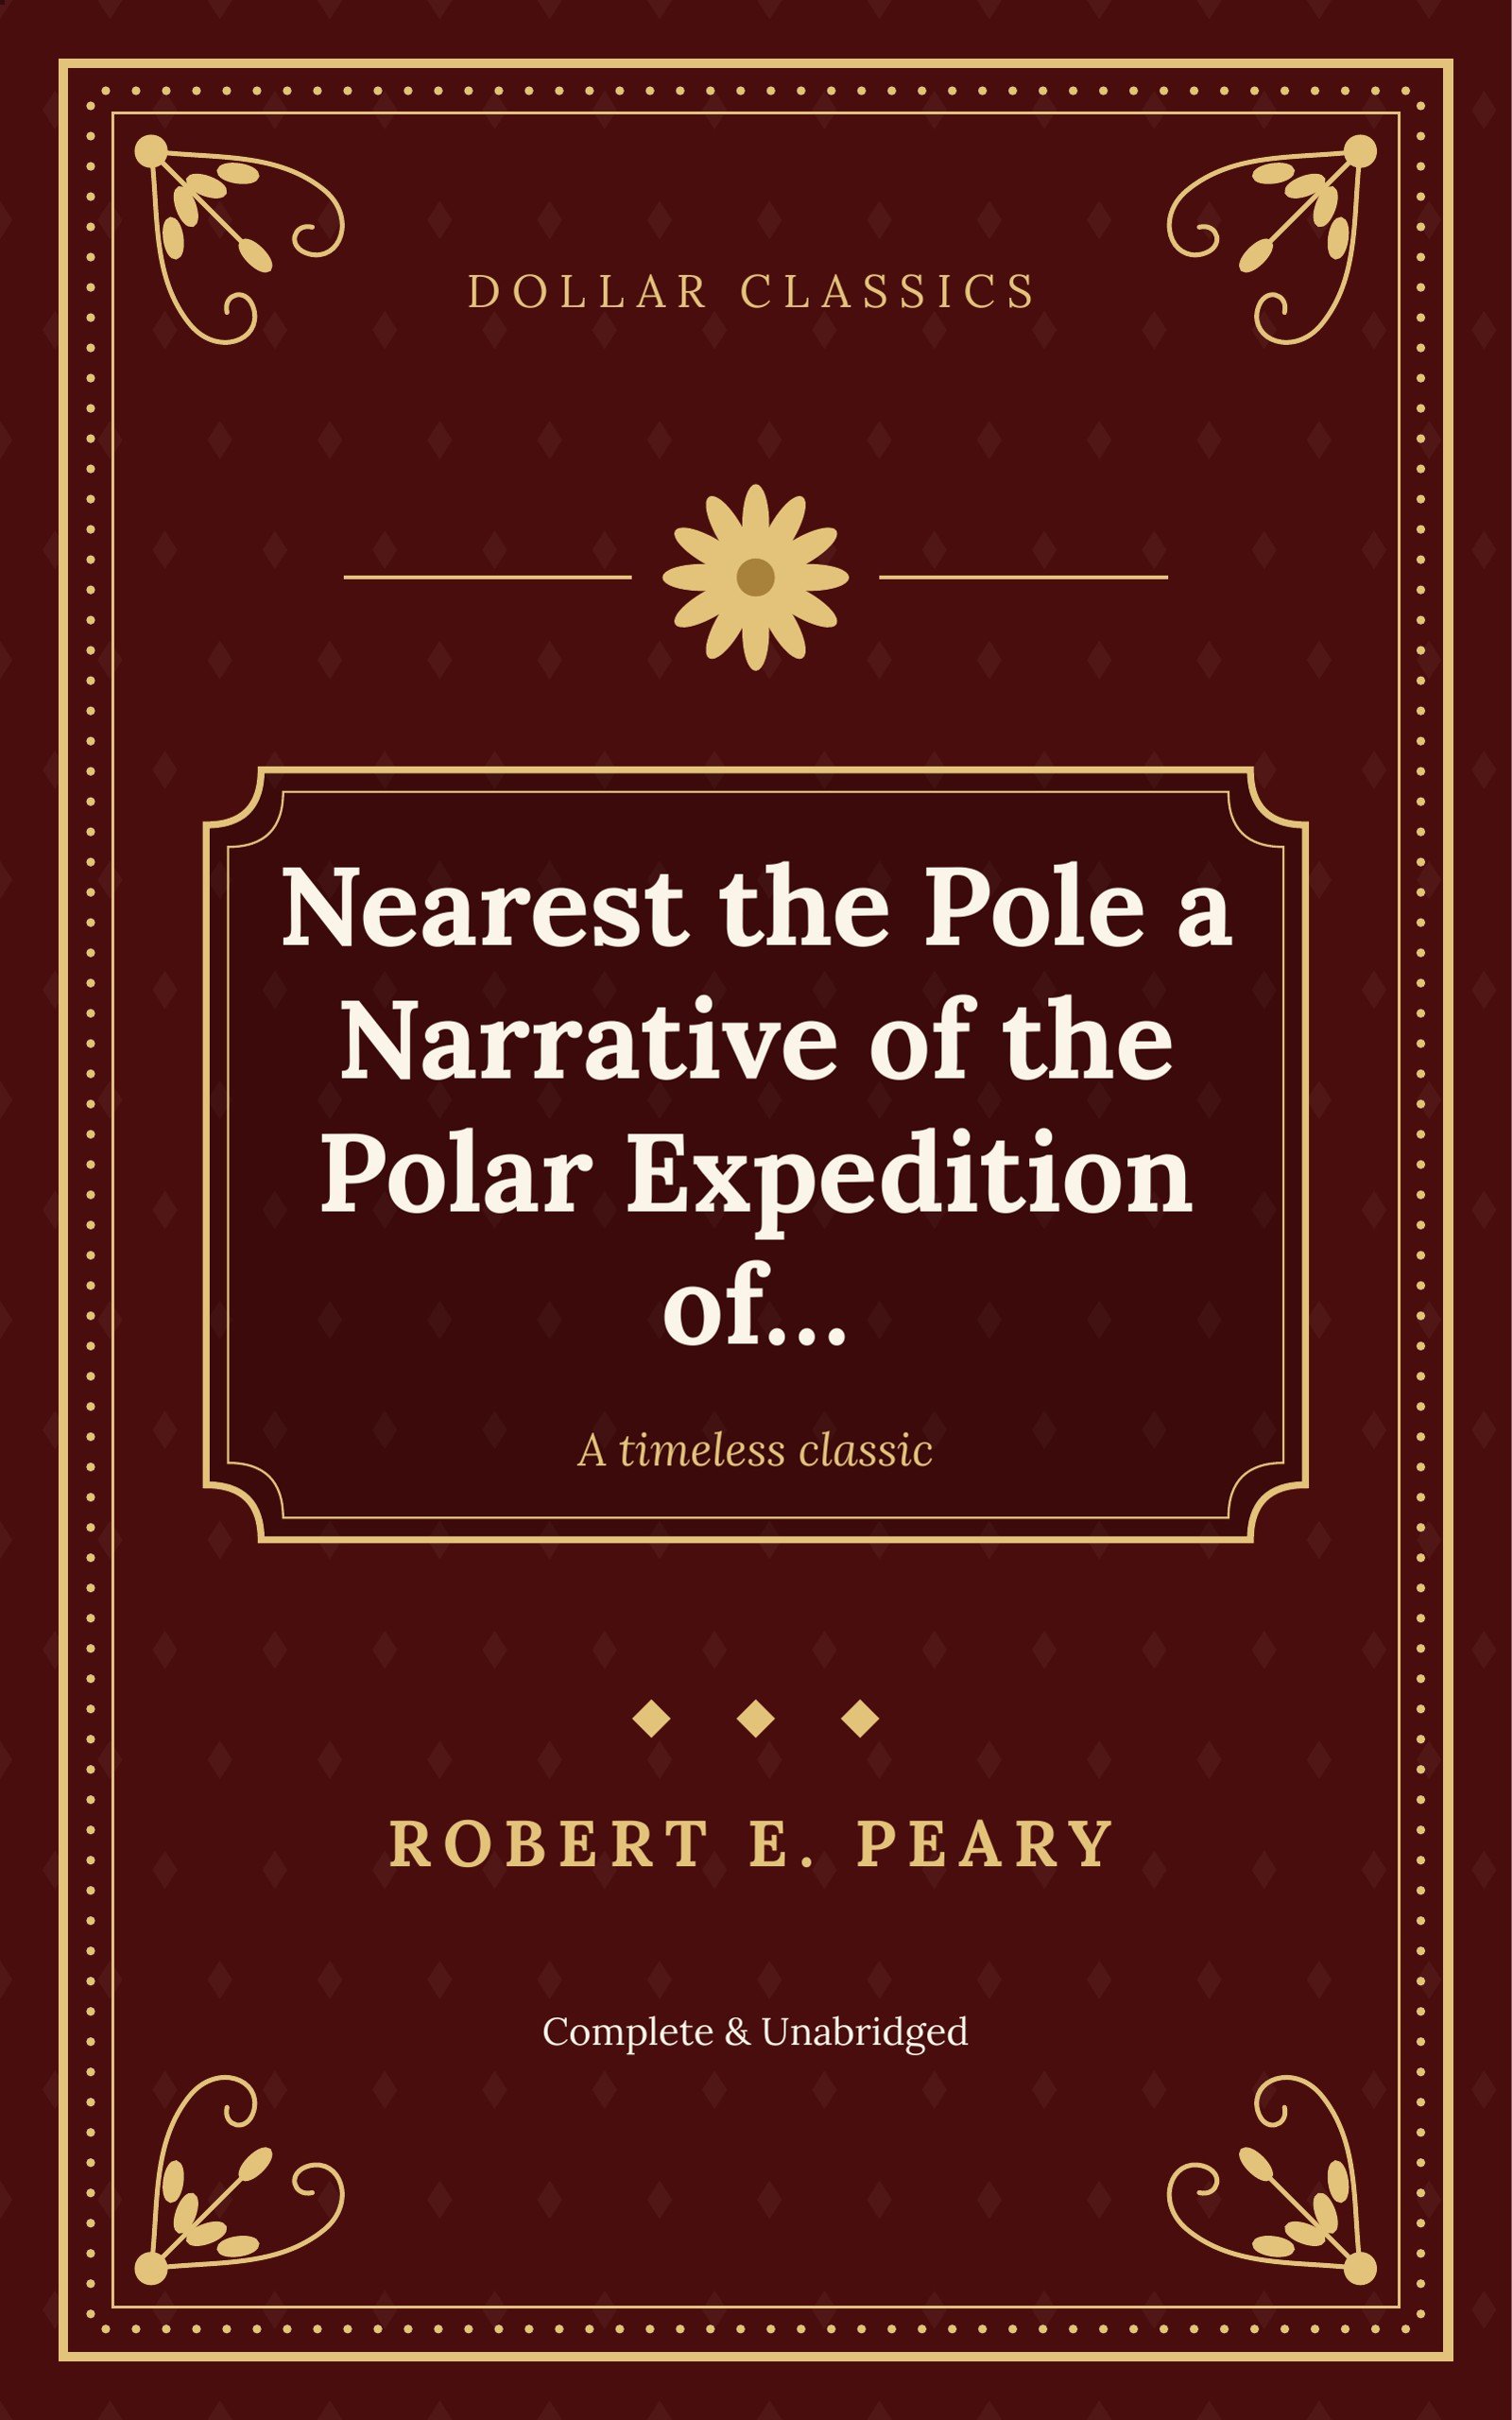 DOLLAR CLASSICS
Nearest the Pole a
Narrative of the
Polar Expedition
of...
A timeless classic
ROBERT E. PEARY
Complete & Unabridged